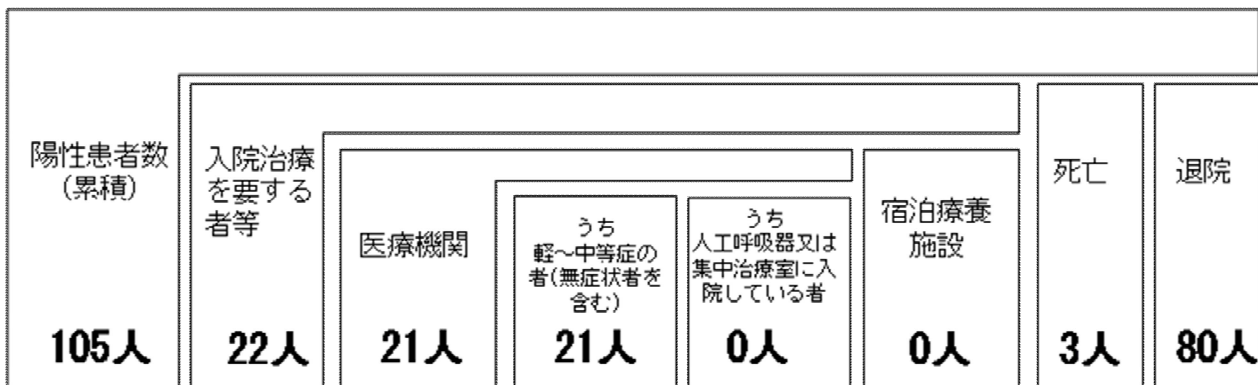 陽性患者数
(累積)
105人
入院治療
を要する
者等
22人
医療機関
21人
うち
軽～中等症の
者(無症状者を
含む)
21人
うち
人工呼吸器又は
集中治療室に入
院している者
0人
宿泊療養
施設
0人
死亡
3人
退院
80人